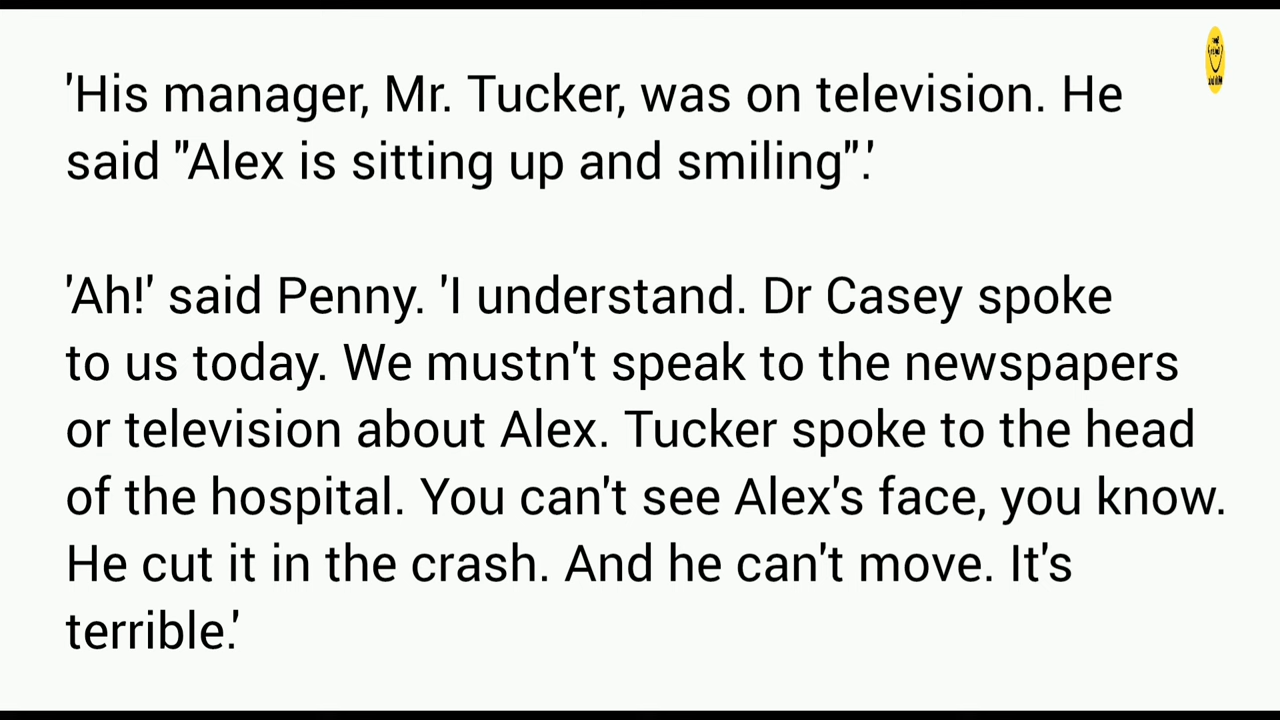 'His manager, Mr. Tucker, was on television. He
said "Alex is sitting up and smiling".'
'Ah!' said Penny. 'I understand. Dr Casey spoke
to us today. We mustn't speak to the newspapers
or television about Alex. Tucker spoke to the head
of the hospital. You can't see Alex's face, you know.
He cut it in the crash. And he can't move. It's
terrible.'